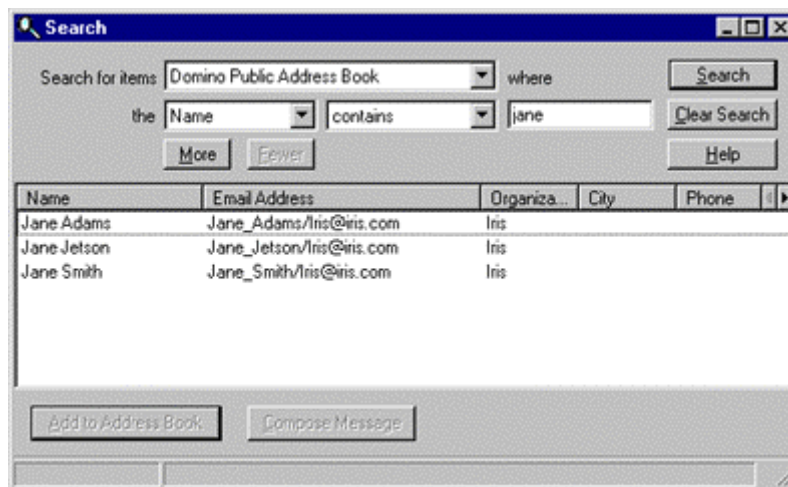 Search
Search for items Domino Public Address Book where Search
the Name contains jane Clear Search
More Fewer Help
Name Email Address Organiza... City Phone
Jane Adams Jane_Adams/Iris@iris.com Iris
Jane Jetson Jane_Jetson/Iris@iris.com Iris
Jane Smith Jane_Smith/Iris@iris.com Iris
Add to Address Book Compose Message